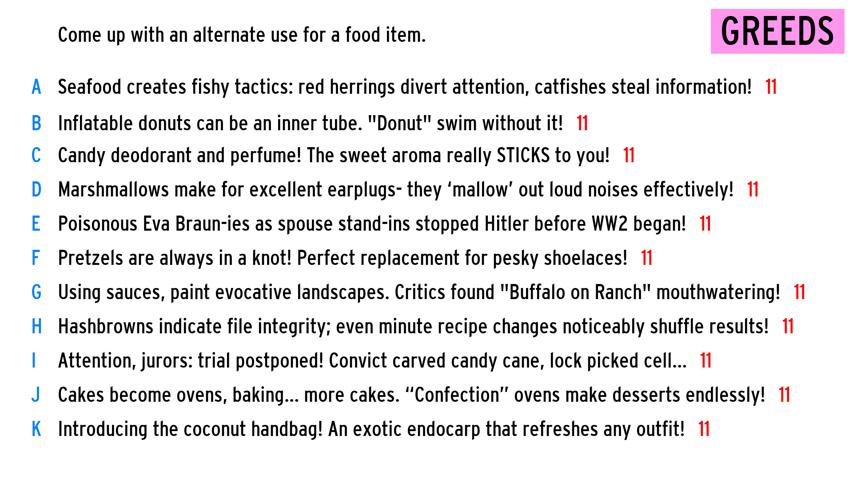 Come up with an alternate use for a food item.
GREEDS
A Seafood creates fishy tactics: red herrings divert attention, catfishes steal information! 11
B Inflatable donuts can be an inner tube. "Donut" swim without it! 11
C Candy deodorant and perfume! The sweet aroma really STICKS to you! 11
D Marshmallows make for excellent earplugs- they ‘mallow’ out loud noises effectively! 11
E Poisonous Eva Braun-ies as spouse stand-ins stopped Hitler before WW2 began! 11
F Pretzels are always in a knot! Perfect replacement for pesky shoelaces! 11
G Using sauces, paint evocative landscapes. Critics found "Buffalo on Ranch" mouthwatering! 11
H Hashbrowns indicate file integrity; even minute recipe changes noticeably shuffle results! 11
I Attention, jurors: trial postponed! Convict carved candy cane, lock picked cell... 11
J Cakes become ovens, baking... more cakes. “Confection” ovens make desserts endlessly! 11
K Introducing the coconut handbag! An exotic endocarp that refreshes any outfit! 11